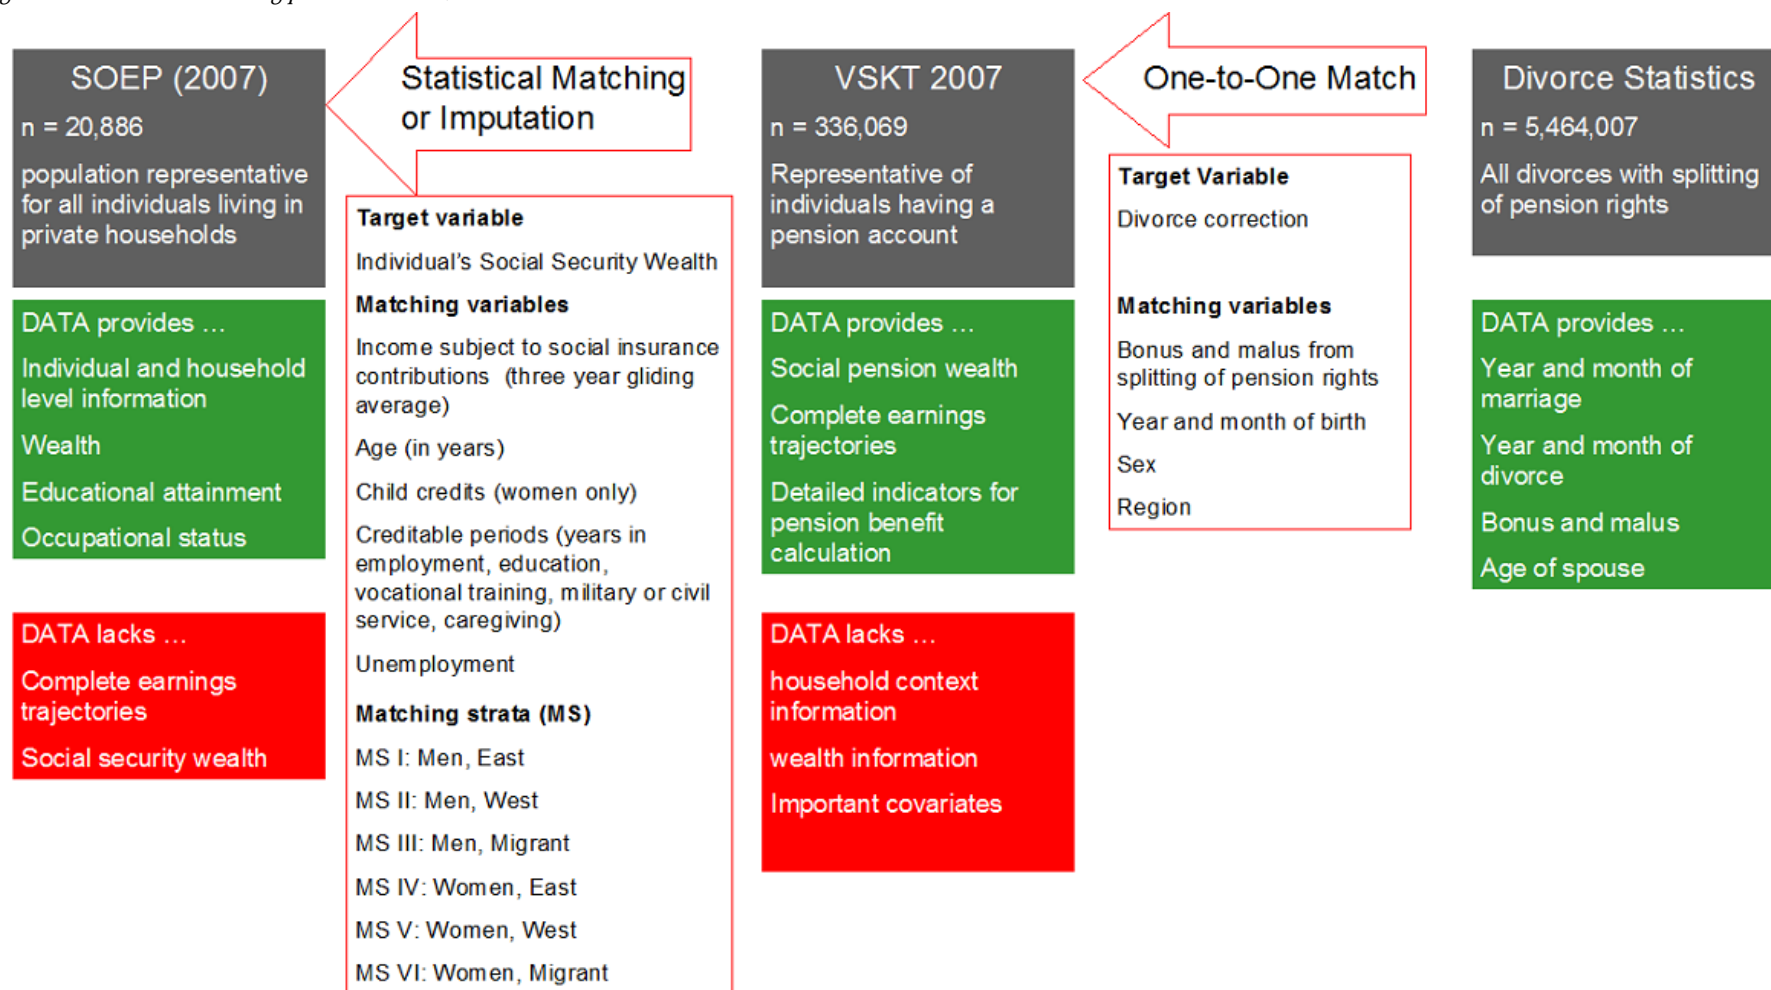 SOEP (2007)
n = 20,886
population representative
for all individuals living in
private households
DATA provides …
Individual and household
level information
Wealth
Educational attainment
Occupational status
DATA lacks …
Complete earnings
trajectories
Social security wealth
Statistical Matching
or Imputation
Target variable
Individual's Social Security Wealth
Matching variables
Income subject to social insurance
contributions (three year gliding
average)
Age (in years)
Child credits (women only)
Creditable periods (years in
employment, education,
vocational training, military or civil
service, caregiving)
Unemployment
Matching strata (MS)
MS I: Men, East
MS II: Men, West
MS III: Men, Migrant
MS IV: Women, East
MS V: Women, West
MS VI: Women, Migrant
VSKT 2007
n = 336,069
Representative of
individuals having a
pension account
DATA provides …
Social pension wealth
Complete earnings
trajectories
Detailed indicators for
pension benefit
calculation
DATA lacks …
household context
information
wealth information
Important covariates
One-to-One Match
Target Variable
Divorce correction
Matching variables
Bonus and malus from
splitting of pension rights
Year and month of birth
Sex
Region
Divorce Statistics
n = 5,464,007
All divorces with splitting
of pension rights
DATA provides …
Year and month of
marriage
Year and month of
divorce
Bonus and malus
Age of spouse